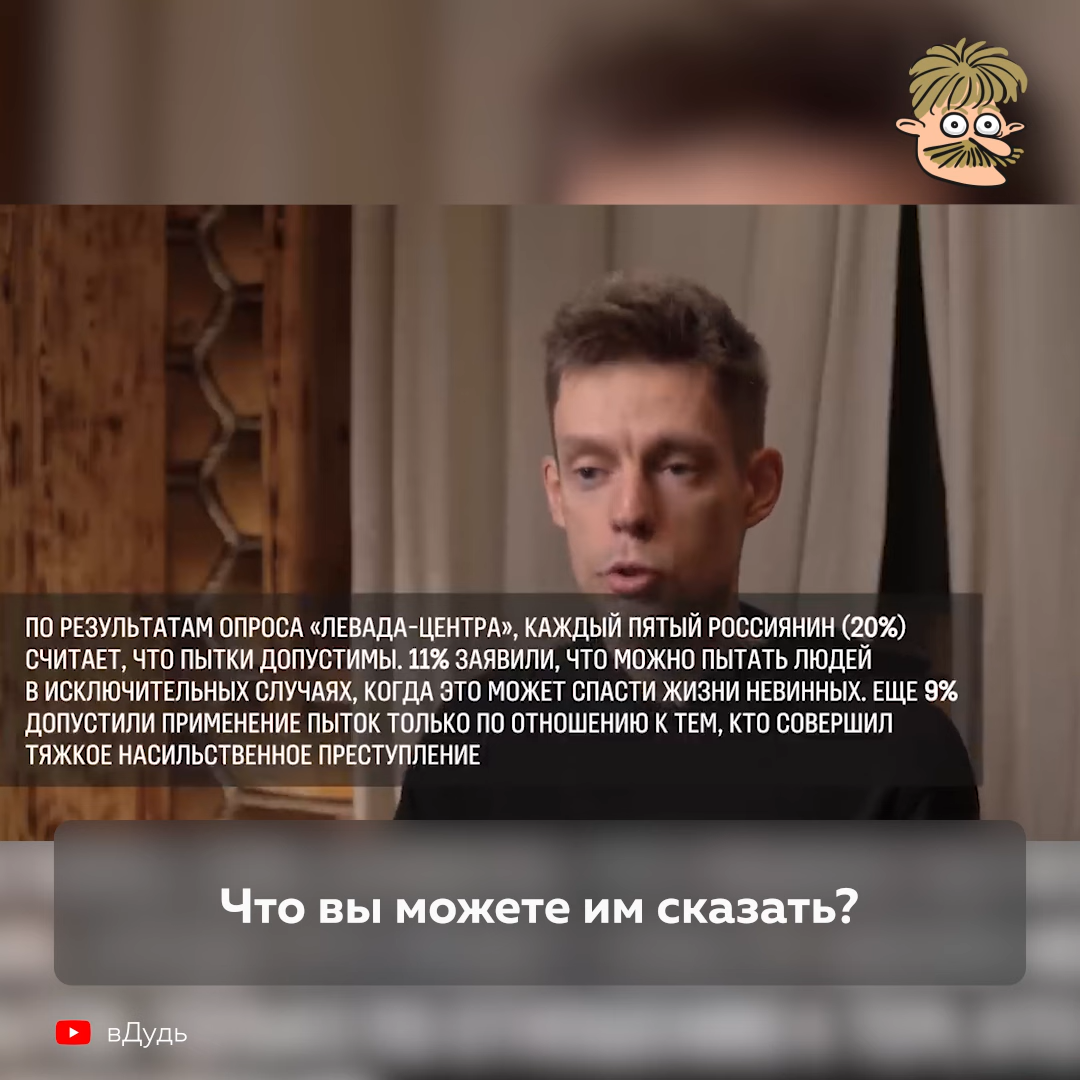 ПО РЕЗУЛЬТАТАМ ОПРОСА «ЛЕВАДА-ЦЕНТРА», КАЖДЫЙ ПЯТЫЙ РОССИЯНИН (20%)
СЧИТАЕТ, ЧТО ПЫТКИ ДОПУСТИМЫ. 11% ЗАЯВИЛИ, ЧТО МОЖНО ПЫТАТЬ ЛЮДЕЙ
В ИСКЛЮЧИТЕЛЬНЫХ СЛУЧАЯХ, КОГДА ЭТО МОЖЕТ СПАСТИ ЖИЗНИ НЕВИННЫХ. ЕЩЕ 9%
ДОПУСТИЛИ ПРИМЕНЕНИЕ ПЫТОК ТОЛЬКО ПО ОТНОШЕНИЮ К ТЕМ, КТО СОВЕРШИЛ
ТЯЖКОЕ НАСИЛЬСТВЕННОЕ ПРЕСТУПЛЕНИЕ
Что вы можете им сказать?
вДудь